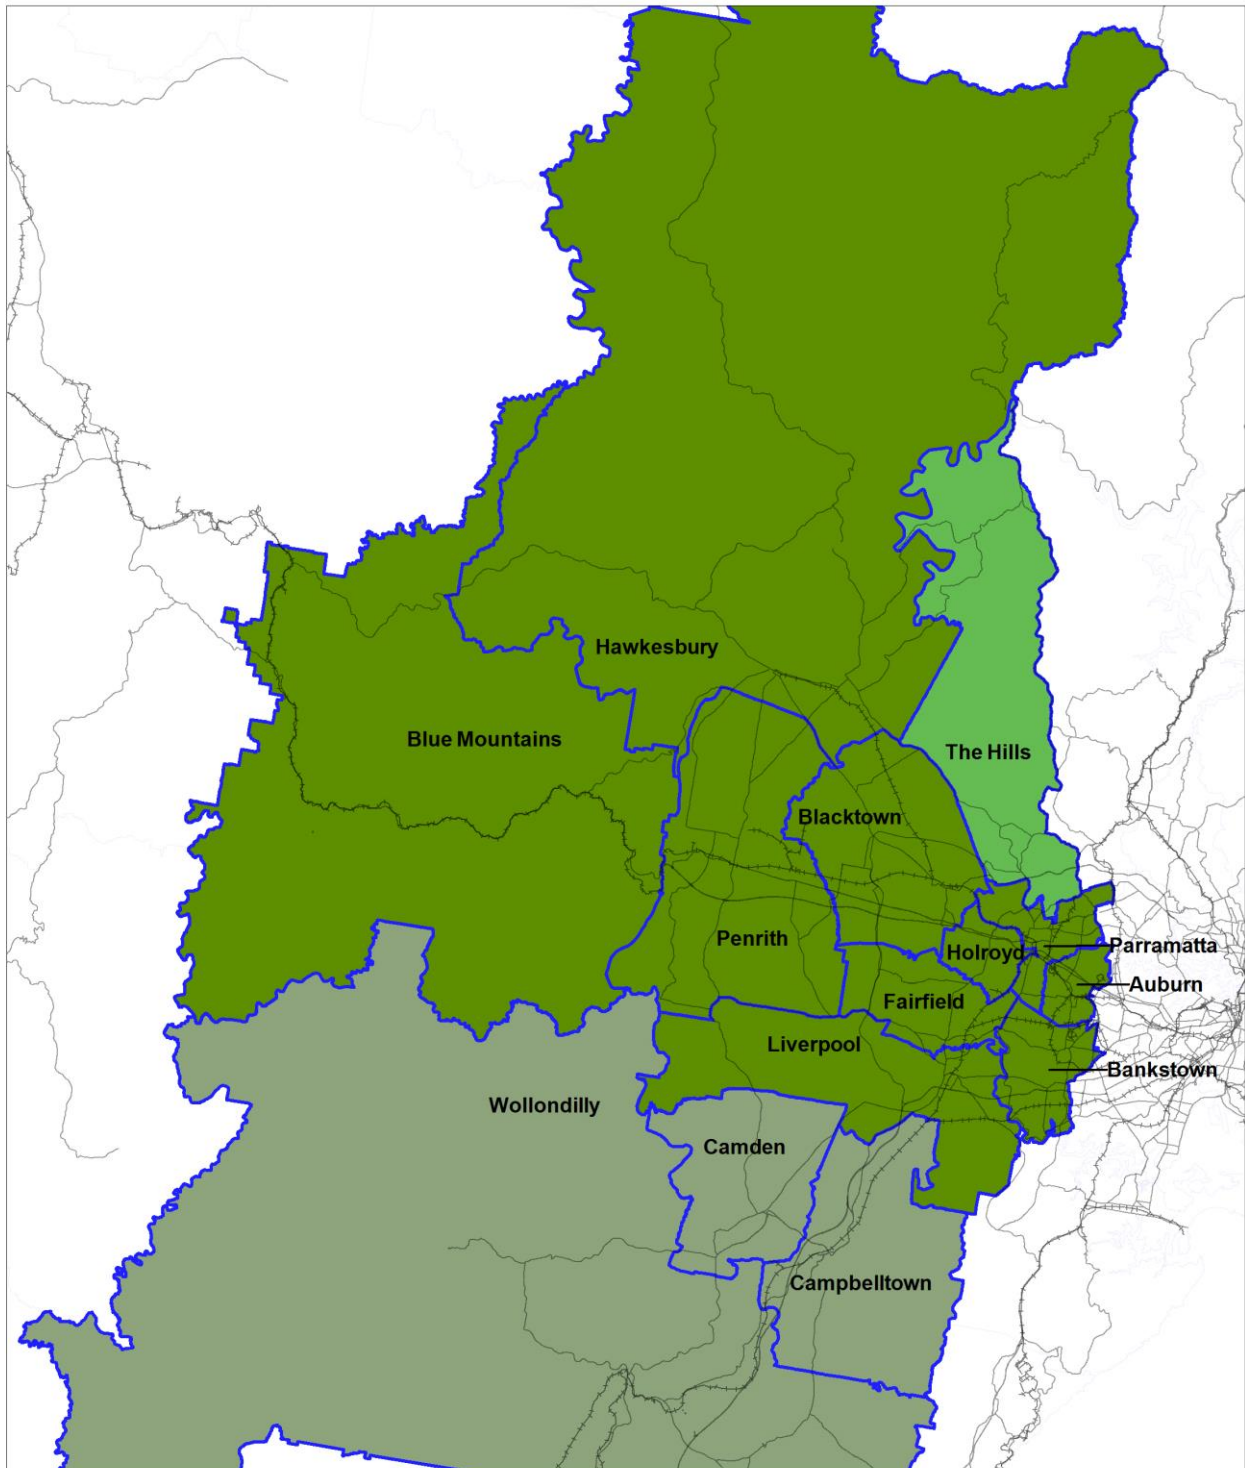 Hawkesbury
Blue Mountains
The Hills
Blacktown
Penrith
Holroyd
Parramatta
Auburn
Fairfield
Liverpool
Bankstown
Wollondilly
Camden
Campbelltown